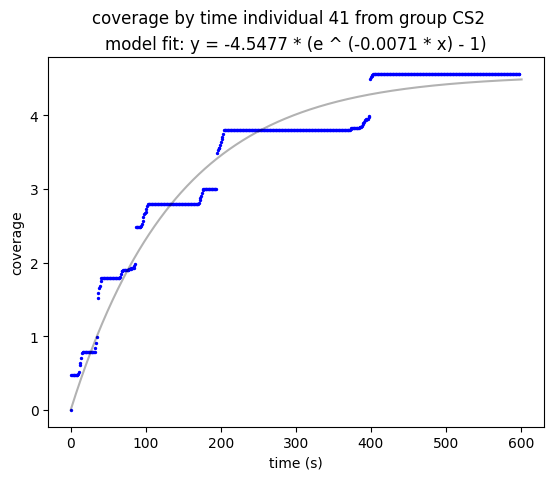 coverage by time individual 41 from group CS2
model fit: y = -4.5477 * (e ^ (-0.0071 * x) - 1)
4
3
2
1
0
coverage
0 100 200 300 400 500 600
time (s)